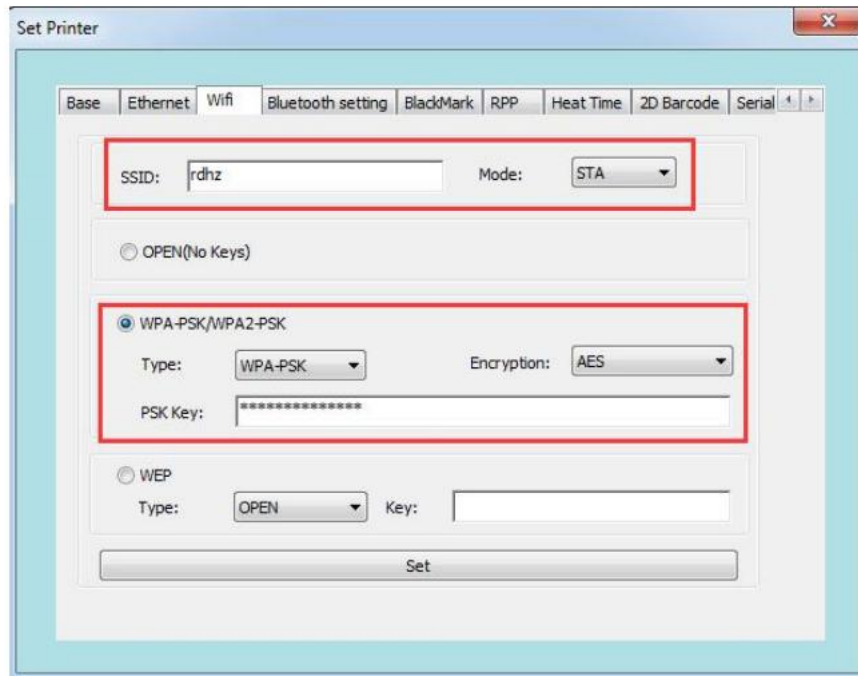 Set Printer
Base Ethernet Wifi Bluetooth setting BlackMark RPP Heat Time 2D Barcode Serial
SSID: rdhz Mode: STA
OPEN(No Keys)
WPA-PSK/WPA2-PSK
Type: WPA-PSK Encryption: AES
PSK Key: **************
WEP
Type: OPEN Key:
Set